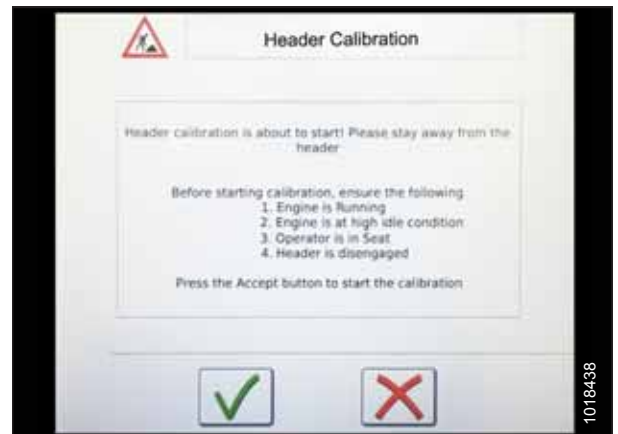 Header Calibration
Header calibration is about to start! Please stay away from the
header
Before starting calibration, ensure the following
1. Engine is Running
2. Engine is at high idle condition
3. Operator is in Seat
4. Header is disengaged
Press the Accept button to start the calibration
1018438